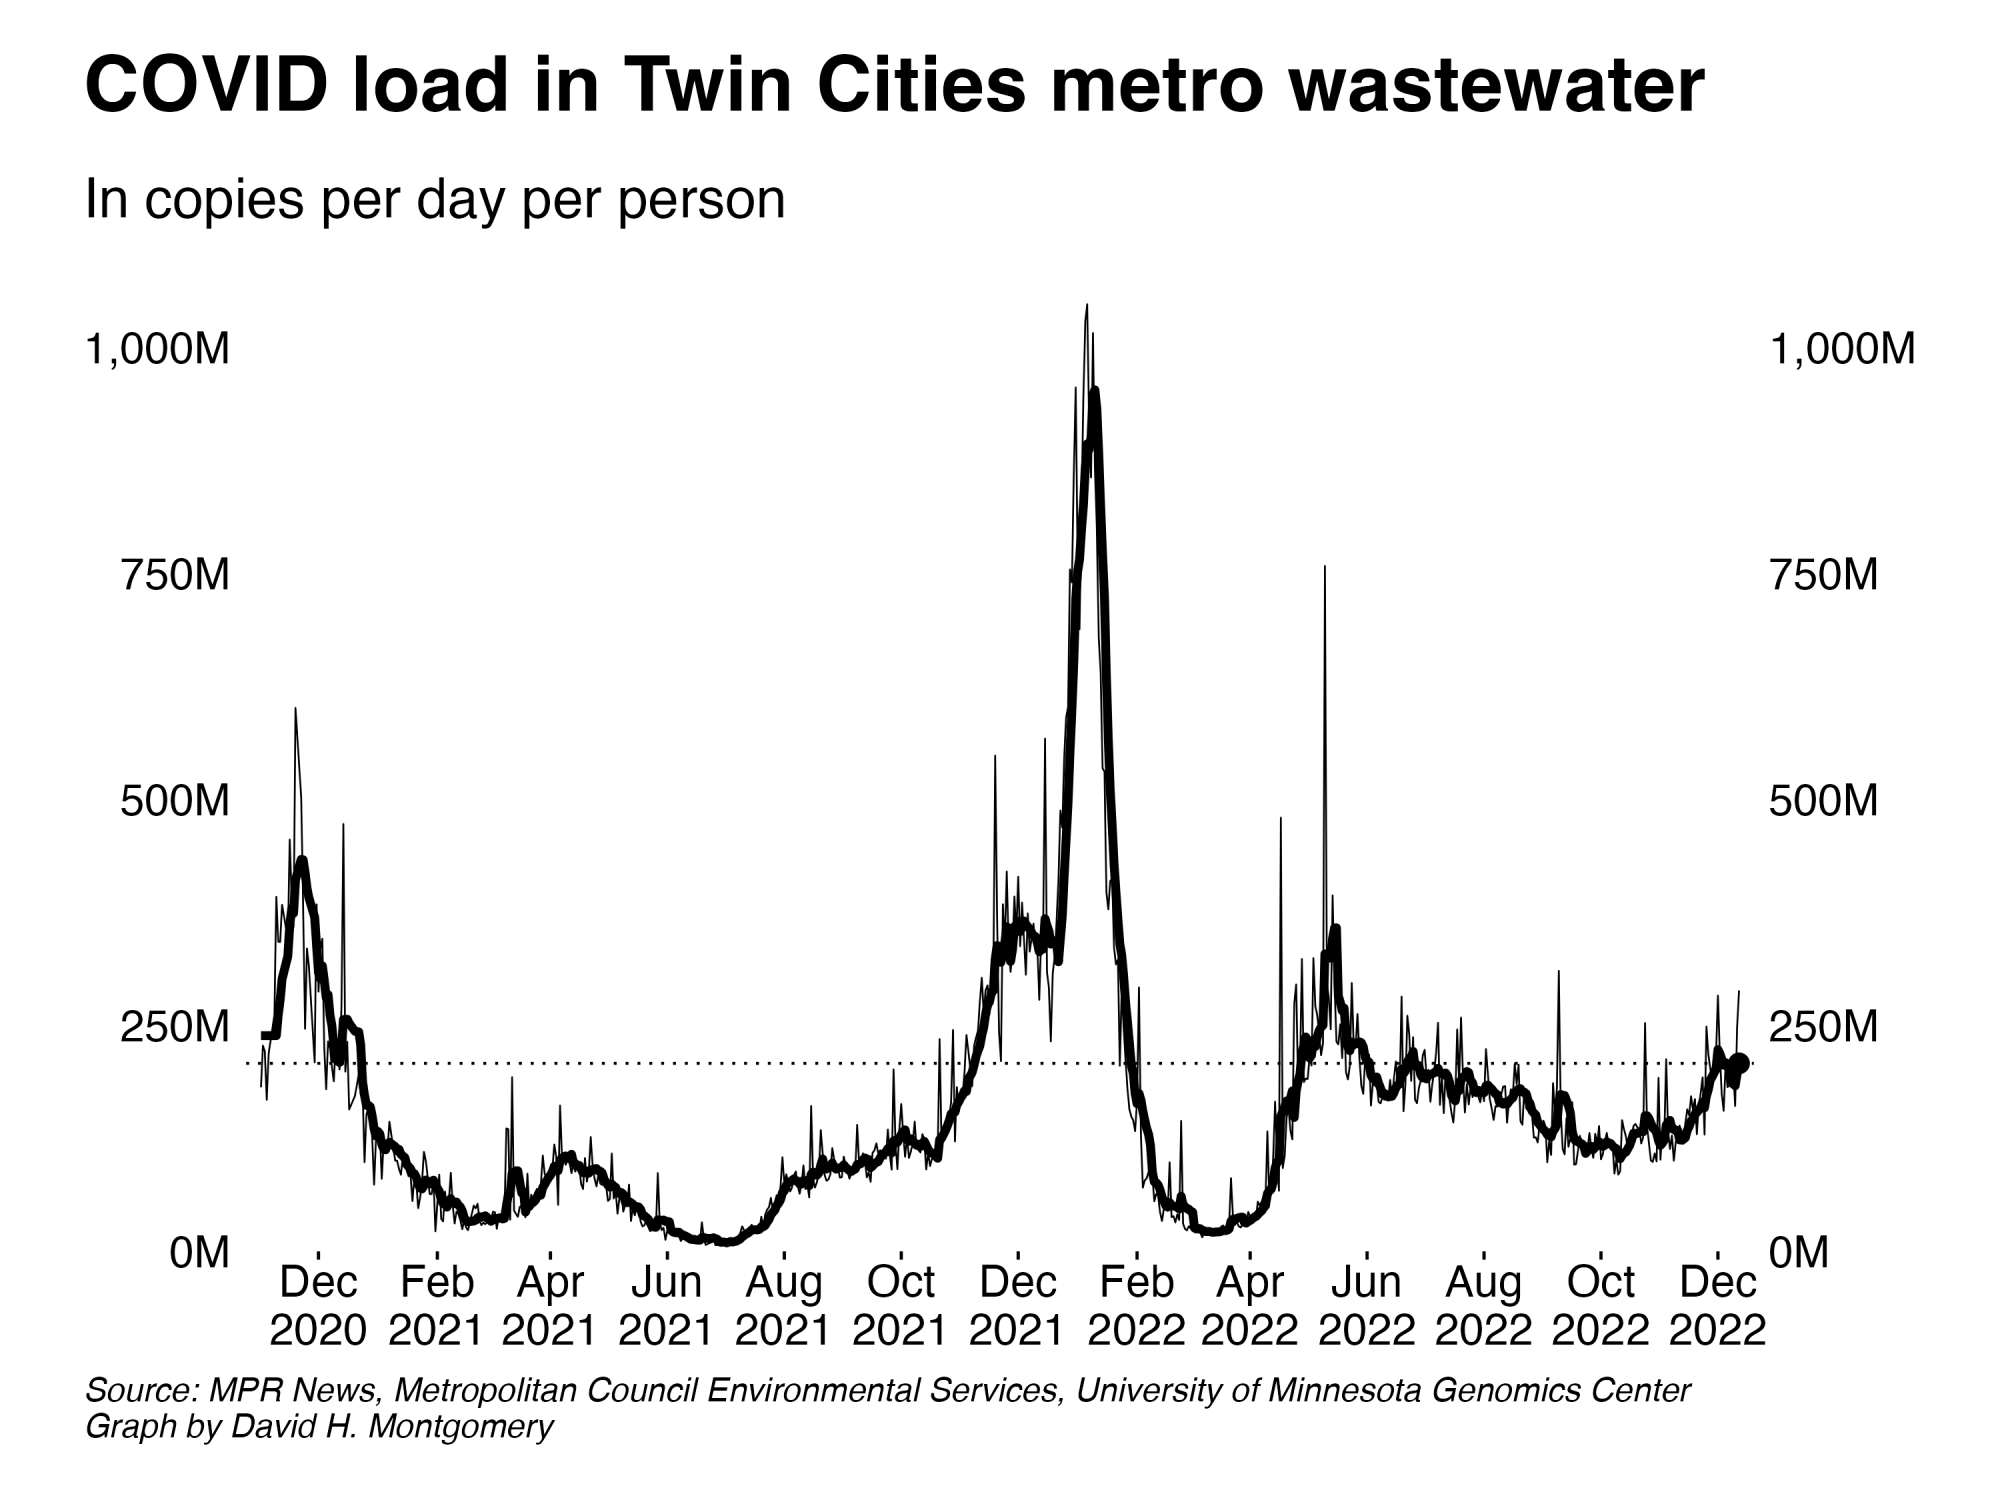 COVID load in Twin Cities metro wastewater
In copies per day per person
1,000M 1,000M
750M 750M
500M 500M
250M 250M
0M 0M
Dec Feb Apr Jun Aug Oct Dec Feb Apr Jun Aug Oct Dec
2020 2021 2021 2021 2021 2021 2021 2022 2022 2022 2022 2022 2022
Source: MPR News, Metropolitan Council Environmental Services, University of Minnesota Genomics Center
Graph by David H. Montgomery